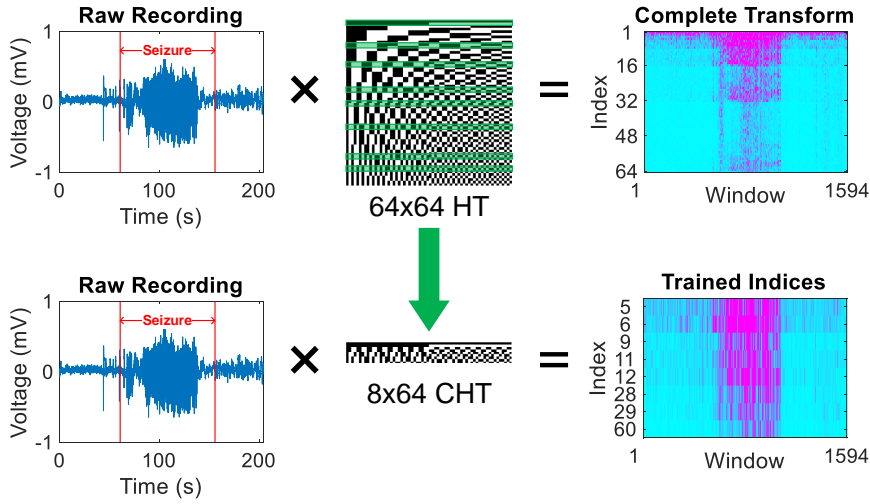 Raw Recording
Voltage (mV)
1
0
-1
Seizure
0
100
200
Time (s)
×
64x64 HT
=
Complete Transform
Index
1
16
32
48
64
1
1594
Window
Raw Recording
Voltage (mV)
1
0
-1
Seizure
0
100
200
Time (s)
×
8x64 CHT
=
Trained Indices
Index
5
6
9
11
12
28
29
60
1
1594
Window